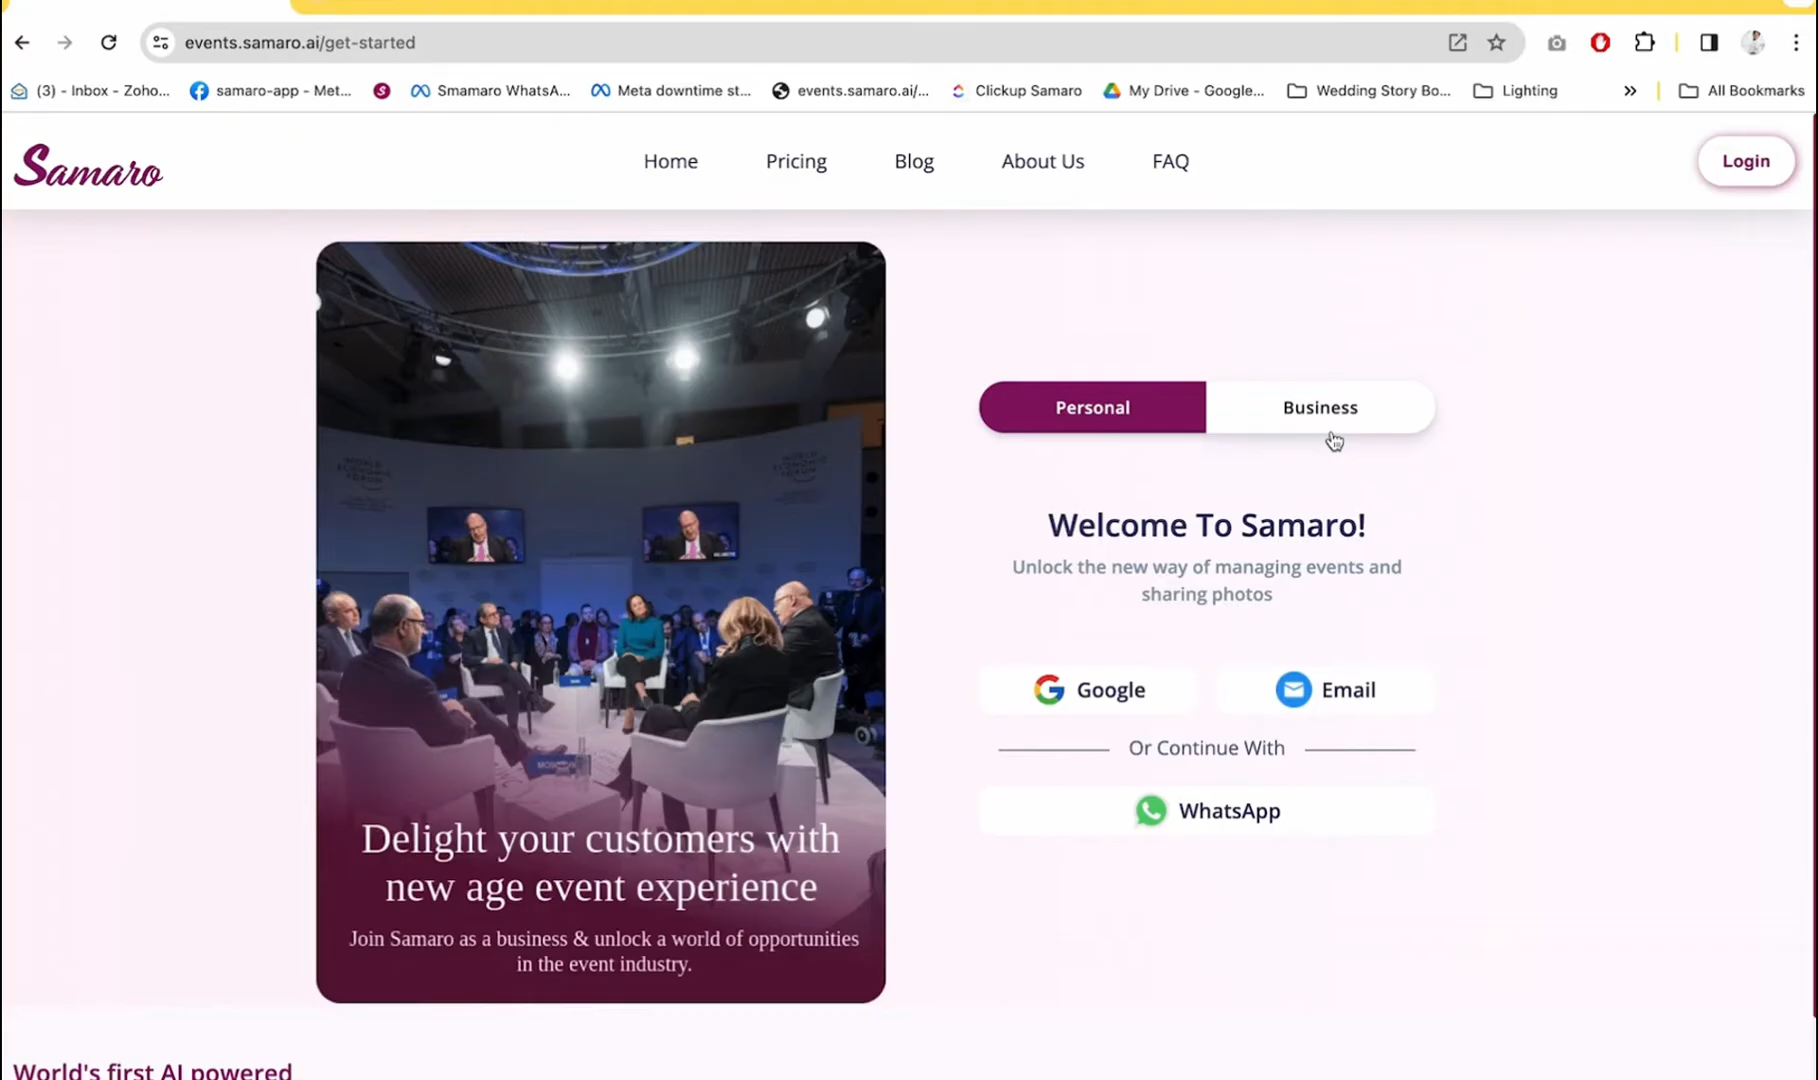 events.samaro.ai/get-started
(3) - Inbox - Zoho...
samaro-app - Met...
Smamaro WhatsA...
Meta downtime st...
events.samaro.ai/...
Clickup Samaro
My Drive - Google...
Wedding Story Bo...
Lighting
All Bookmarks
Samaro
Home
Pricing
Blog
About Us
FAQ
Login
WORLD
ECONOMIC
FORUM
Delight your customers with
new age event experience
Join Samaro as a business & unlock a world of opportunities
in the event industry.
Personal
Business
Welcome To Samaro!
Unlock the new way of managing events and
sharing photos
Google
Email
Or Continue With
WhatsApp
World's first AI powered